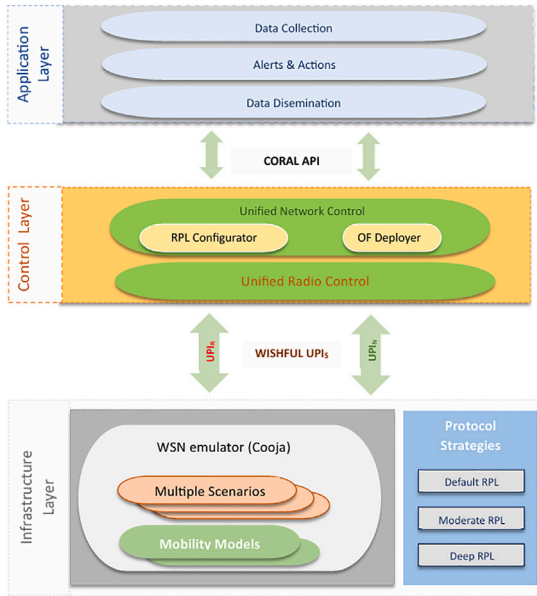 Application
Layer
Data Collection
Alerts & Actions
Data Disemination
CORAL API
Control Layer
Unified Network Control
RPL Configurator
OF Deployer
Unified Radio Control
UPIR
WISHFUL UPIS
UPIN
Infrastructure
Layer
WSN emulator (Cooja)
Multiple Scenarios
Mobility Models
Protocol
Strategies
Default RPL
Moderate RPL
Deep RPL